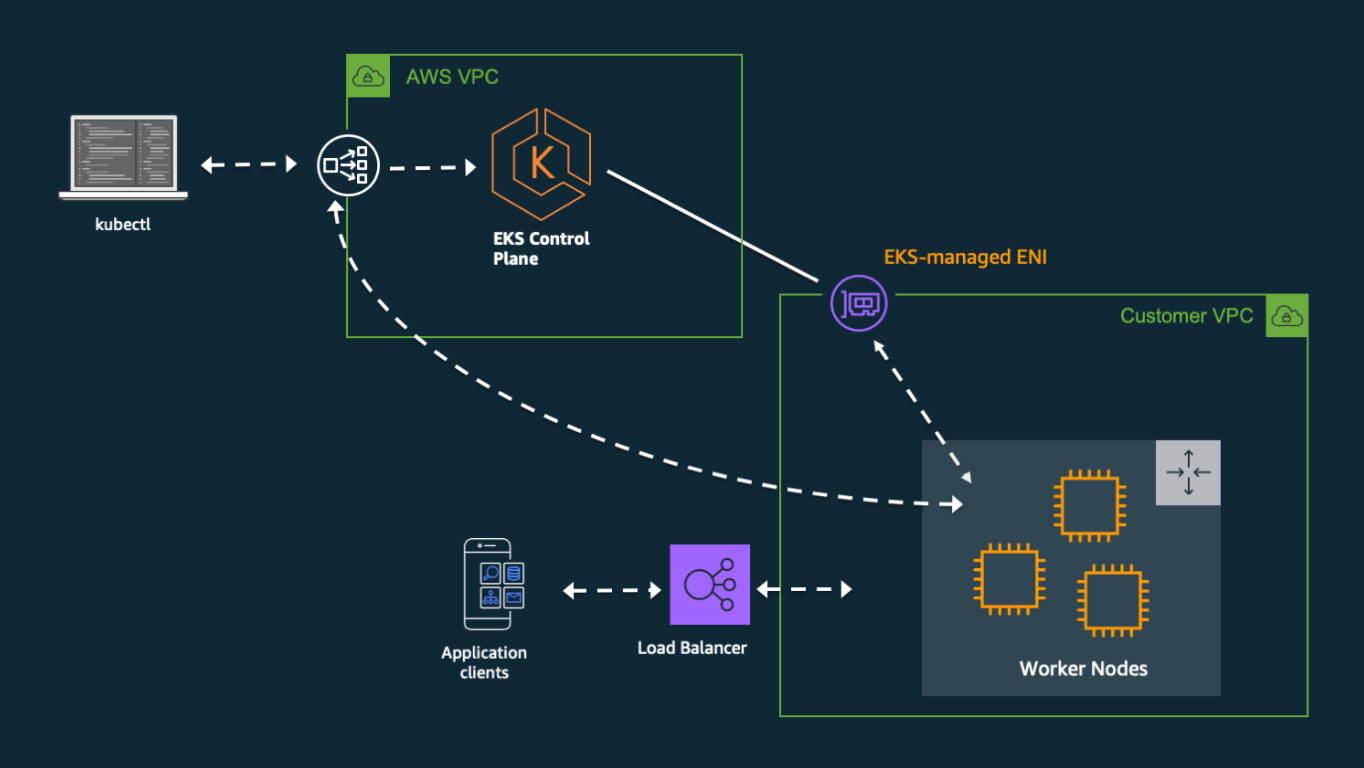 AWS VPC
kubectl
K
EKS Control
Plane
EKS-managed ENI
Customer VPC
Application
clients
Load Balancer
Worker Nodes